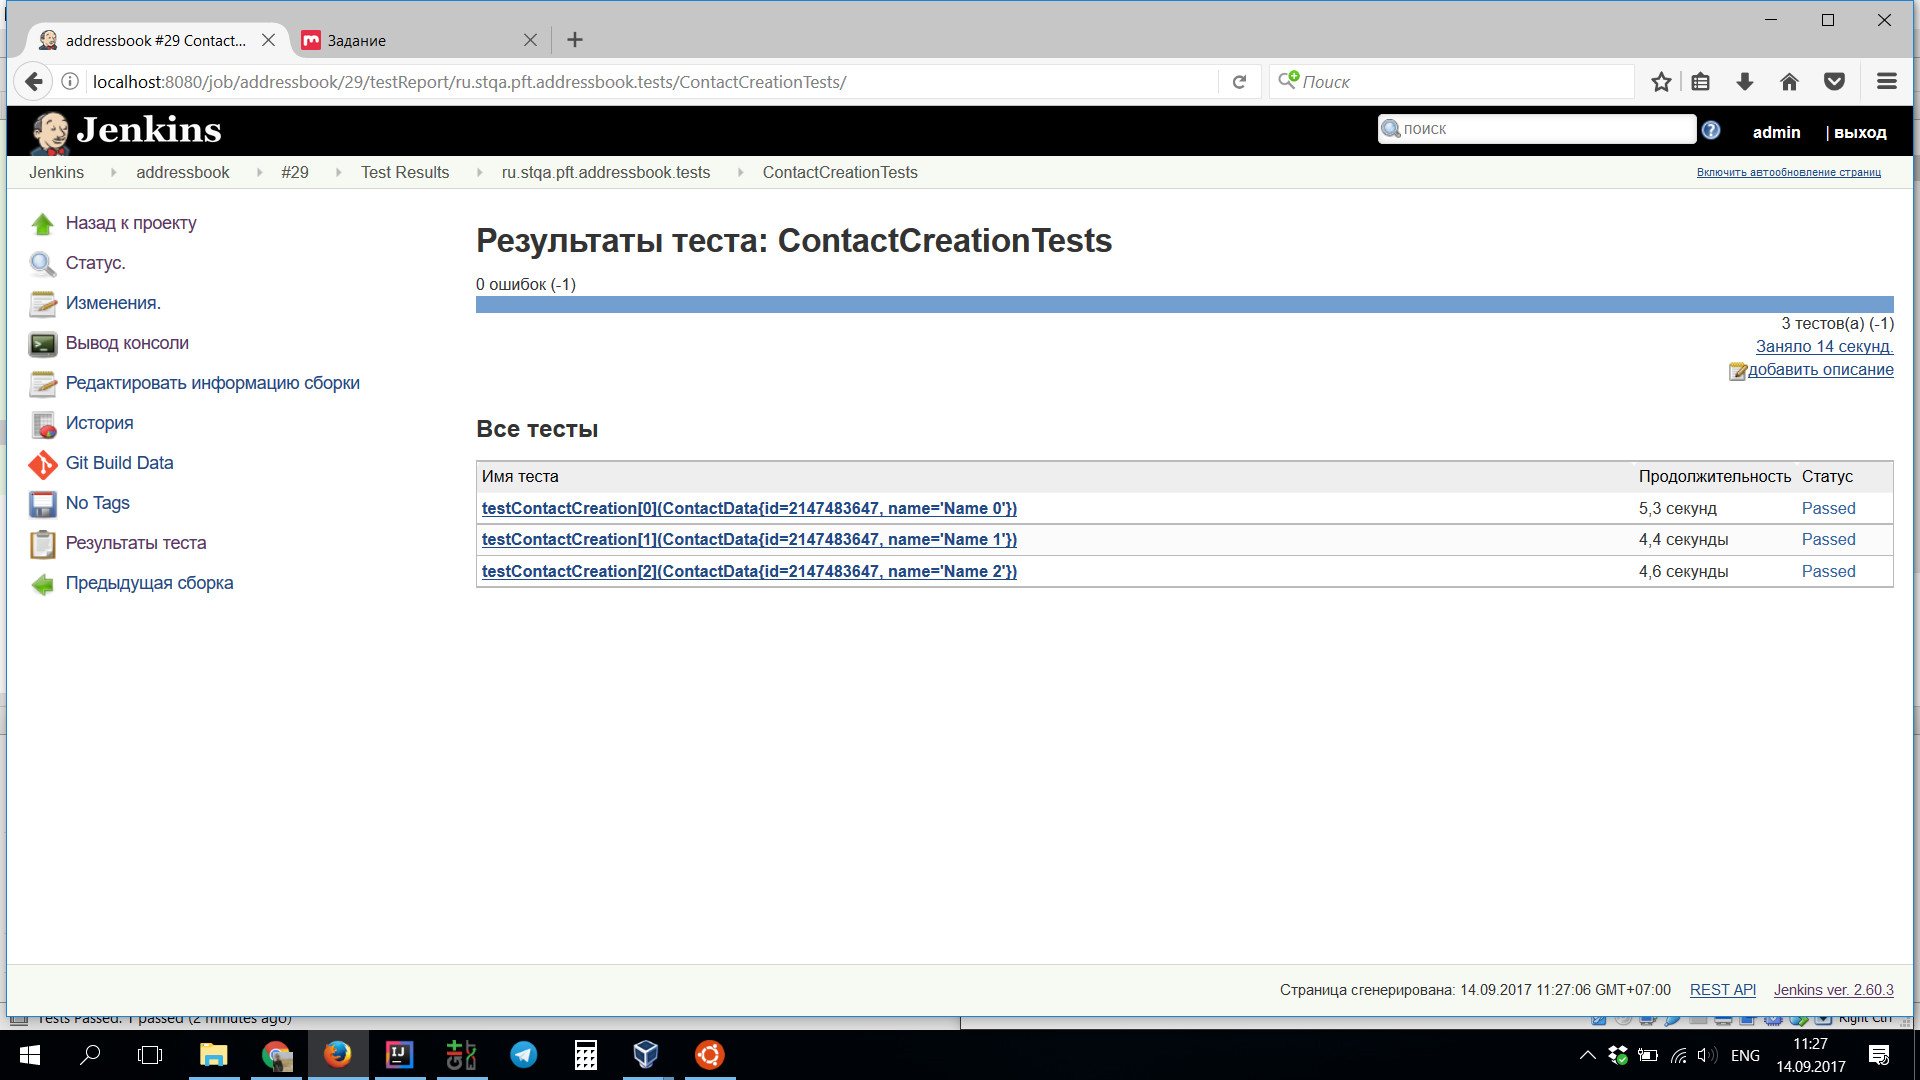 addressbook #29 Contact...
Задание
localhost:8080/job/addressbook/29/testReport/ru.stqa.pft.addressbook.tests/ContactCreationTests/
Поиск
Jenkins
поиск
admin
| выход
Jenkins
addressbook
#29
Test Results
ru.stqa.pft.addressbook.tests
ContactCreationTests
Включить автообновление страниц
Назад к проекту
Статус.
Изменения.
Вывод консоли
Редактировать информацию сборки
История
Git Build Data
No Tags
Результаты теста
Предыдущая сборка
Результаты теста: ContactCreationTests
0 ошибок (-1)
3 тестов(а) (-1)
Заняло 14 секунд.
добавить описание
Все тесты
Имя теста Продолжительность Статус
testContactCreation[0](ContactData{id=2147483647, name='Name 0'}) 5,3 секунд Passed
testContactCreation[1](ContactData{id=2147483647, name='Name 1'}) 4,4 секунды Passed
testContactCreation[2](ContactData{id=2147483647, name='Name 2'}) 4,6 секунды Passed
Страница сгенерирована: 14.09.2017 11:27:06 GMT+07:00 REST API Jenkins ver. 2.60.3
Tests Passed: 1 passed (2 minutes ago)
Right Ctrl
ENG
11:27
14.09.2017